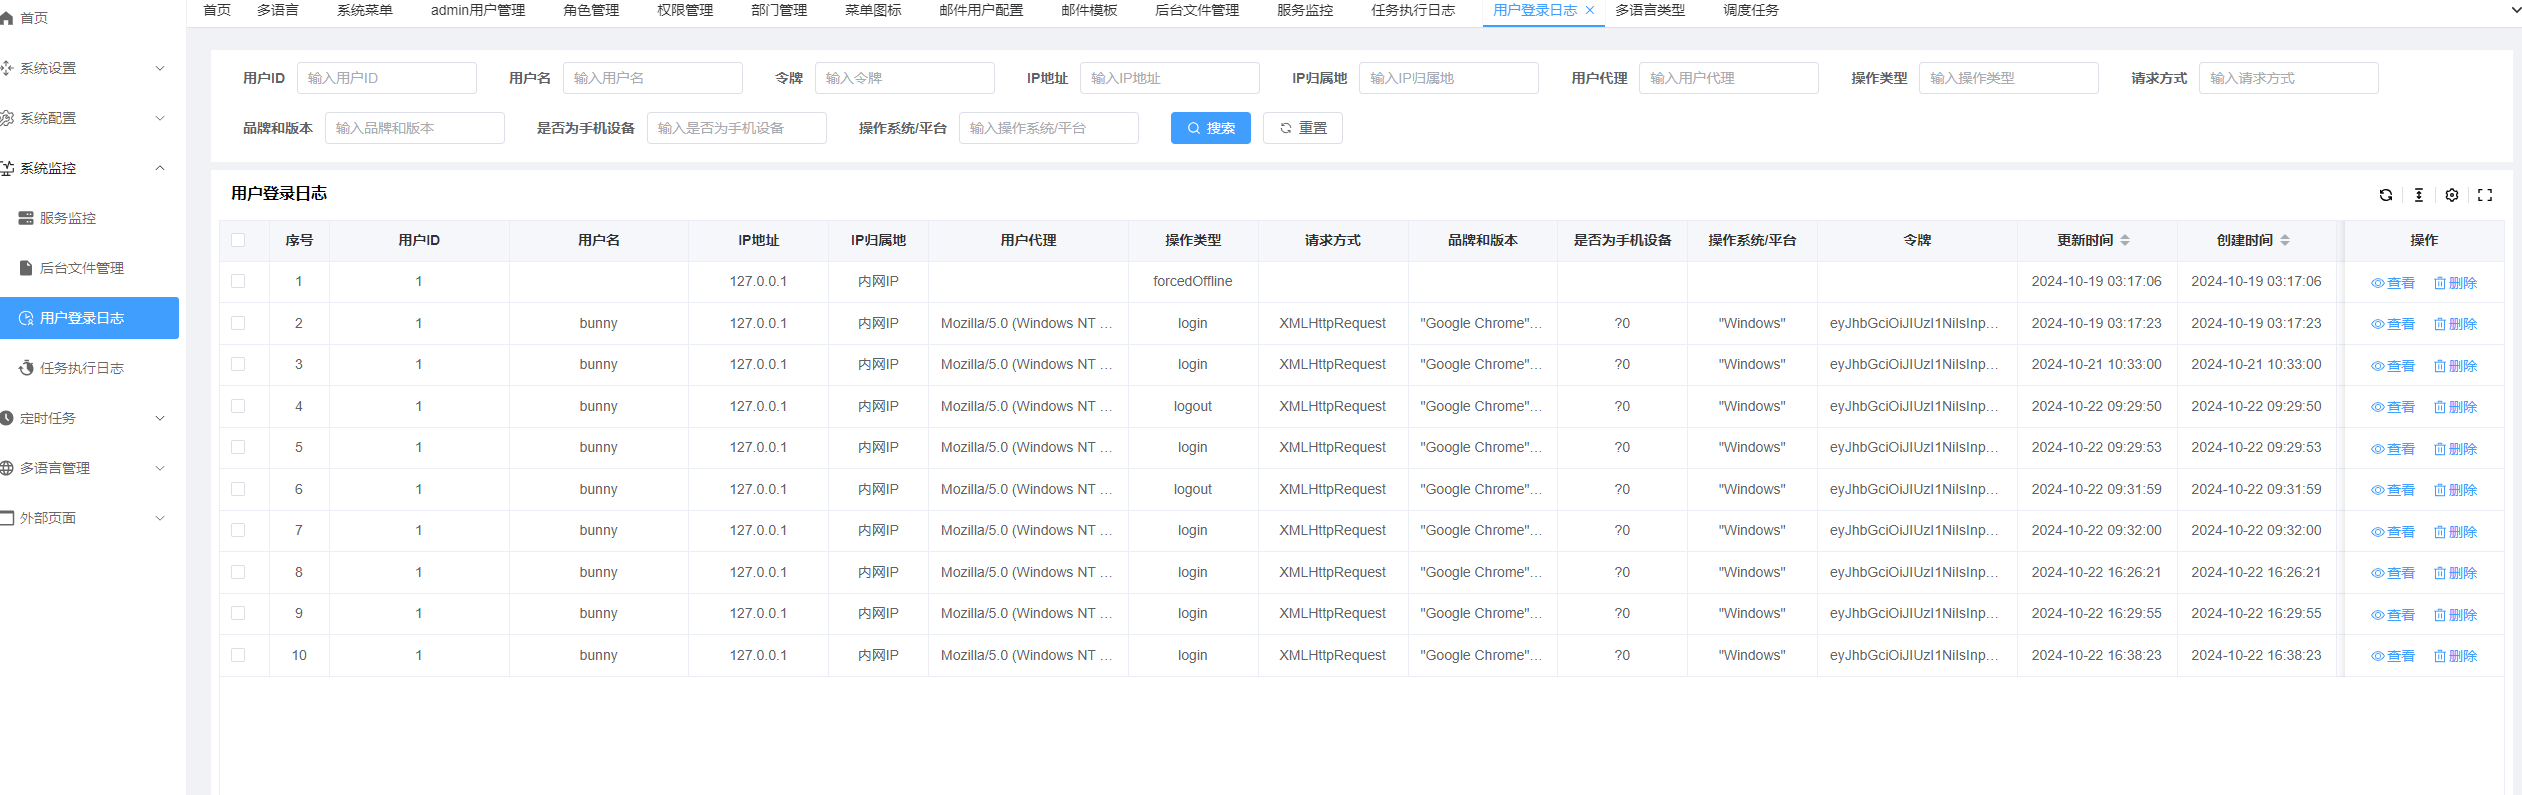 首页 多语言 系统菜单 admin用户管理 角色管理 权限管理 部门管理 菜单图标 邮件用户配置 邮件模板 后台文件管理 服务监控 任务执行日志 用户登录日志 多语言类型 调度任务
首页
系统设置
系统配置
系统监控
服务监控
后台文件管理
用户登录日志
任务执行日志
定时任务
多语言管理
外部页面
用户ID 输入用户ID 用户名 输入用户名 令牌 输入令牌 IP地址 输入IP地址 IP归属地 输入IP归属地 用户代理 输入用户代理 操作类型 输入操作类型 请求方式 输入请求方式
品牌和版本 输入品牌和版本 是否为手机设备 输入是否为手机设备 操作系统/平台 输入操作系统/平台 搜索 重置
用户登录日志
序号 用户ID 用户名 IP地址 IP归属地 用户代理 操作类型 请求方式 品牌和版本 是否为手机设备 操作系统/平台 令牌 更新时间 创建时间 操作
1 1 127.0.0.1 内网IP forcedOffline 2024-10-19 03:17:06 2024-10-19 03:17:06 查看 删除
2 1 bunny 127.0.0.1 内网IP Mozilla/5.0 (Windows NT ... login XMLHttpRequest "Google Chrome"... ?0 "Windows" eyJhbGciOiJIUzI1NiIsInp... 2024-10-19 03:17:23 2024-10-19 03:17:23 查看 删除
3 1 bunny 127.0.0.1 内网IP Mozilla/5.0 (Windows NT ... login XMLHttpRequest "Google Chrome"... ?0 "Windows" eyJhbGciOiJIUzI1NiIsInp... 2024-10-21 10:33:00 2024-10-21 10:33:00 查看 删除
4 1 bunny 127.0.0.1 内网IP Mozilla/5.0 (Windows NT ... logout XMLHttpRequest "Google Chrome"... ?0 "Windows" eyJhbGciOiJIUzI1NiIsInp... 2024-10-22 09:29:50 2024-10-22 09:29:50 查看 删除
5 1 bunny 127.0.0.1 内网IP Mozilla/5.0 (Windows NT ... login XMLHttpRequest "Google Chrome"... ?0 "Windows" eyJhbGciOiJIUzI1NiIsInp... 2024-10-22 09:29:53 2024-10-22 09:29:53 查看 删除
6 1 bunny 127.0.0.1 内网IP Mozilla/5.0 (Windows NT ... logout XMLHttpRequest "Google Chrome"... ?0 "Windows" eyJhbGciOiJIUzI1NiIsInp... 2024-10-22 09:31:59 2024-10-22 09:31:59 查看 删除
7 1 bunny 127.0.0.1 内网IP Mozilla/5.0 (Windows NT ... login XMLHttpRequest "Google Chrome"... ?0 "Windows" eyJhbGciOiJIUzI1NiIsInp... 2024-10-22 09:32:00 2024-10-22 09:32:00 查看 删除
8 1 bunny 127.0.0.1 内网IP Mozilla/5.0 (Windows NT ... login XMLHttpRequest "Google Chrome"... ?0 "Windows" eyJhbGciOiJIUzI1NiIsInp... 2024-10-22 16:26:21 2024-10-22 16:26:21 查看 删除
9 1 bunny 127.0.0.1 内网IP Mozilla/5.0 (Windows NT ... login XMLHttpRequest "Google Chrome"... ?0 "Windows" eyJhbGciOiJIUzI1NiIsInp... 2024-10-22 16:29:55 2024-10-22 16:29:55 查看 删除
10 1 bunny 127.0.0.1 内网IP Mozilla/5.0 (Windows NT ... login XMLHttpRequest "Google Chrome"... ?0 "Windows" eyJhbGciOiJIUzI1NiIsInp... 2024-10-22 16:38:23 2024-10-22 16:38:23 查看 删除